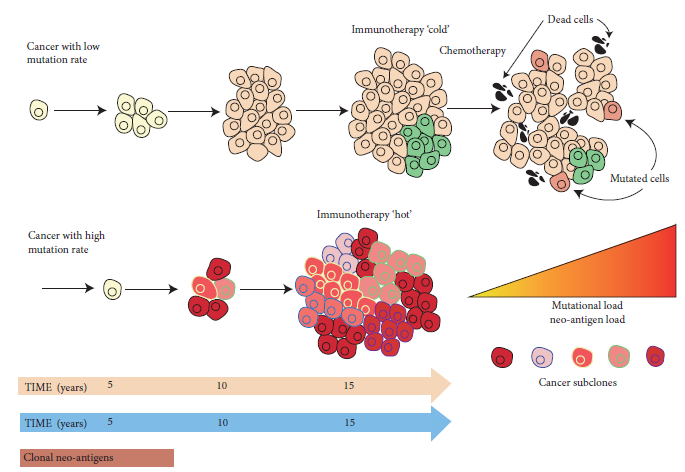 Dead cells
Immunotherapy ‘cold’
Cancer with low
mutation rate
Chemotherapy
Mutated cells
Immunotherapy ‘hot’
Cancer with high
mutation rate
Mutational load
neo-antigen load
Cancer subclones
TIME (years) 5 10 15
TIME (years) 5 10 15
Clonal neo-antigens